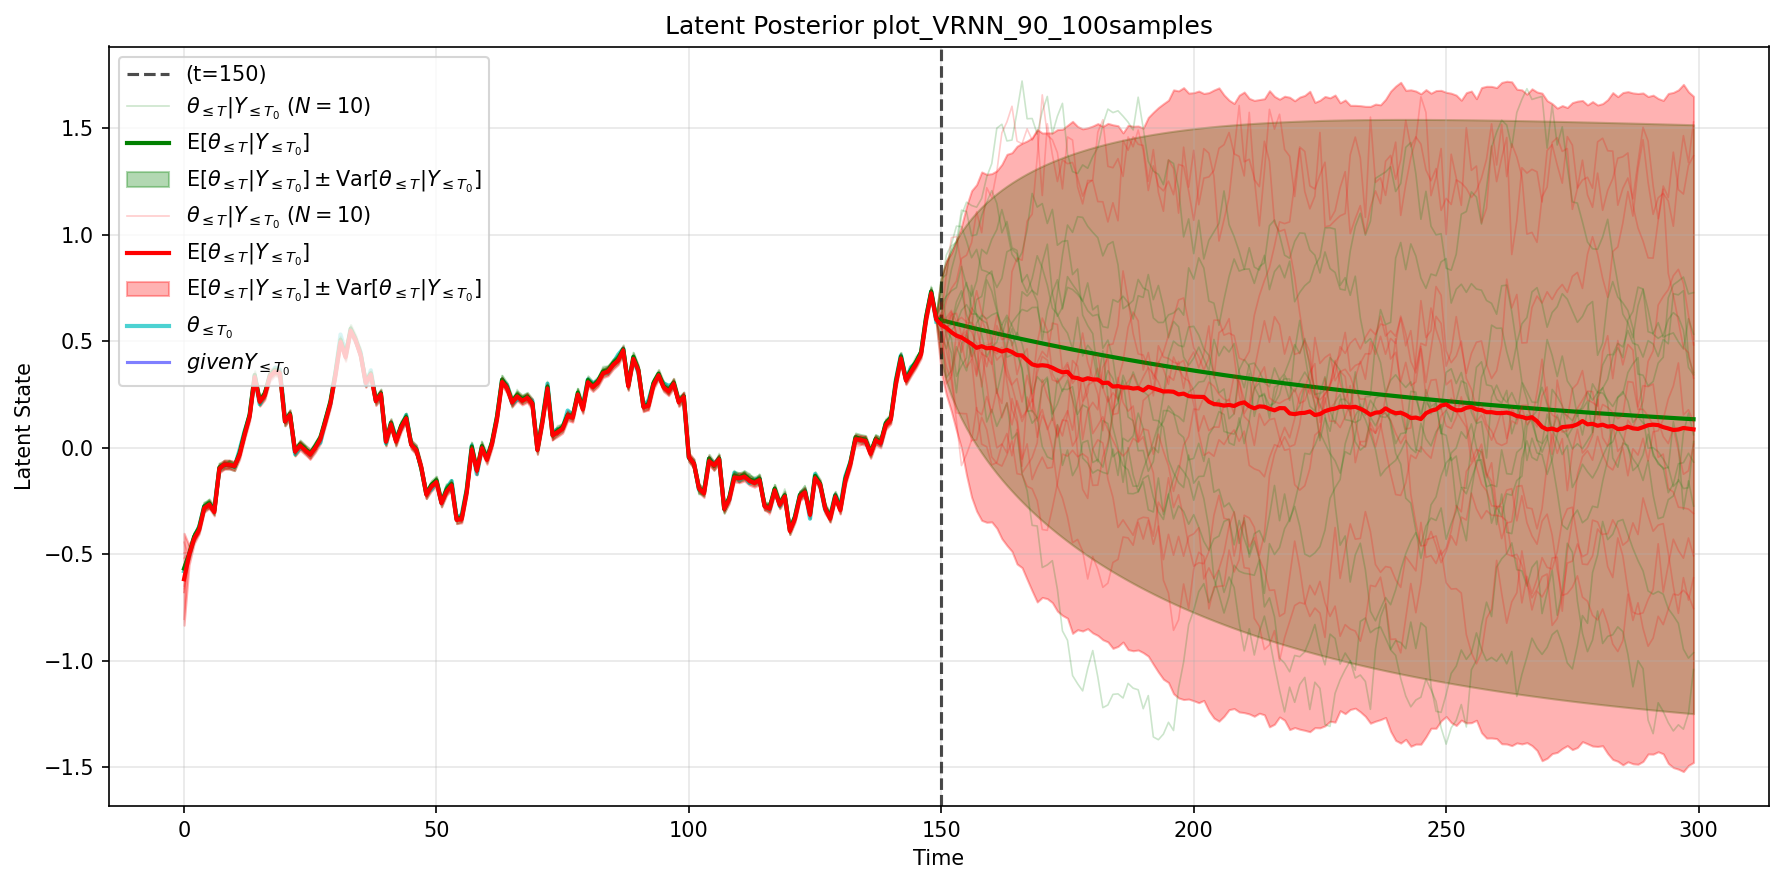 Latent Posterior plot_VRNN_90_100samples
(t=150)
θ≤T|Y≤T₀ (N = 10)
E[θ≤T|Y≤T₀]
E[θ≤T|Y≤T₀] ± Var[θ≤T|Y≤T₀]
θ≤T|Y≤T₀ (N = 10)
E[θ≤T|Y≤T₀]
E[θ≤T|Y≤T₀] ± Var[θ≤T|Y≤T₀]
θ≤T₀
givenY≤T₀
Latent State
1.5
1.0
0.5
0.0
−0.5
−1.0
−1.5
0 50 100 150 200 250 300
Time